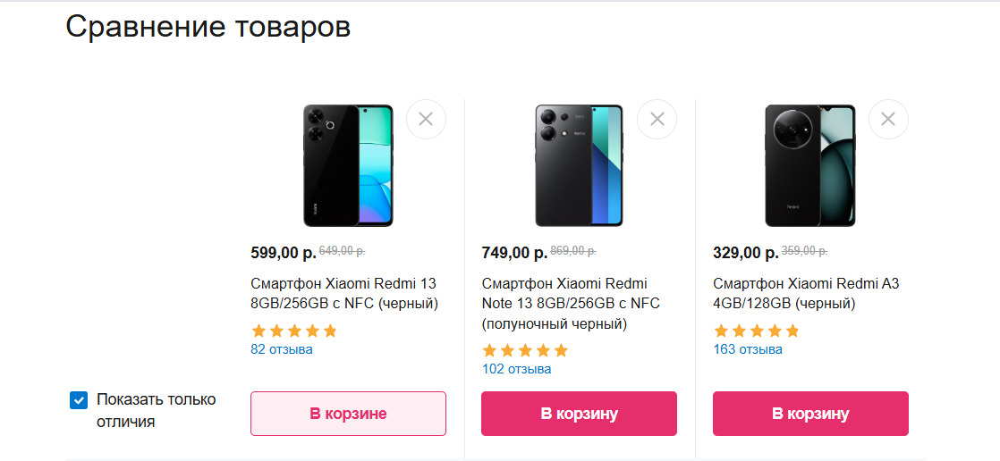 Сравнение товаров
599,00 р. 649,00 р.
Смартфон Xiaomi Redmi 13
8GB/256GB с NFC (черный)
82 отзыва
749,00 р. 869,00 р.
Смартфон Xiaomi Redmi
Note 13 8GB/256GB с NFC
(полуночный черный)
102 отзыва
329,00 р. 359,00 р.
Смартфон Xiaomi Redmi A3
4GB/128GB (черный)
163 отзыва
Показать только
отличия
В корзине
В корзину
В корзину